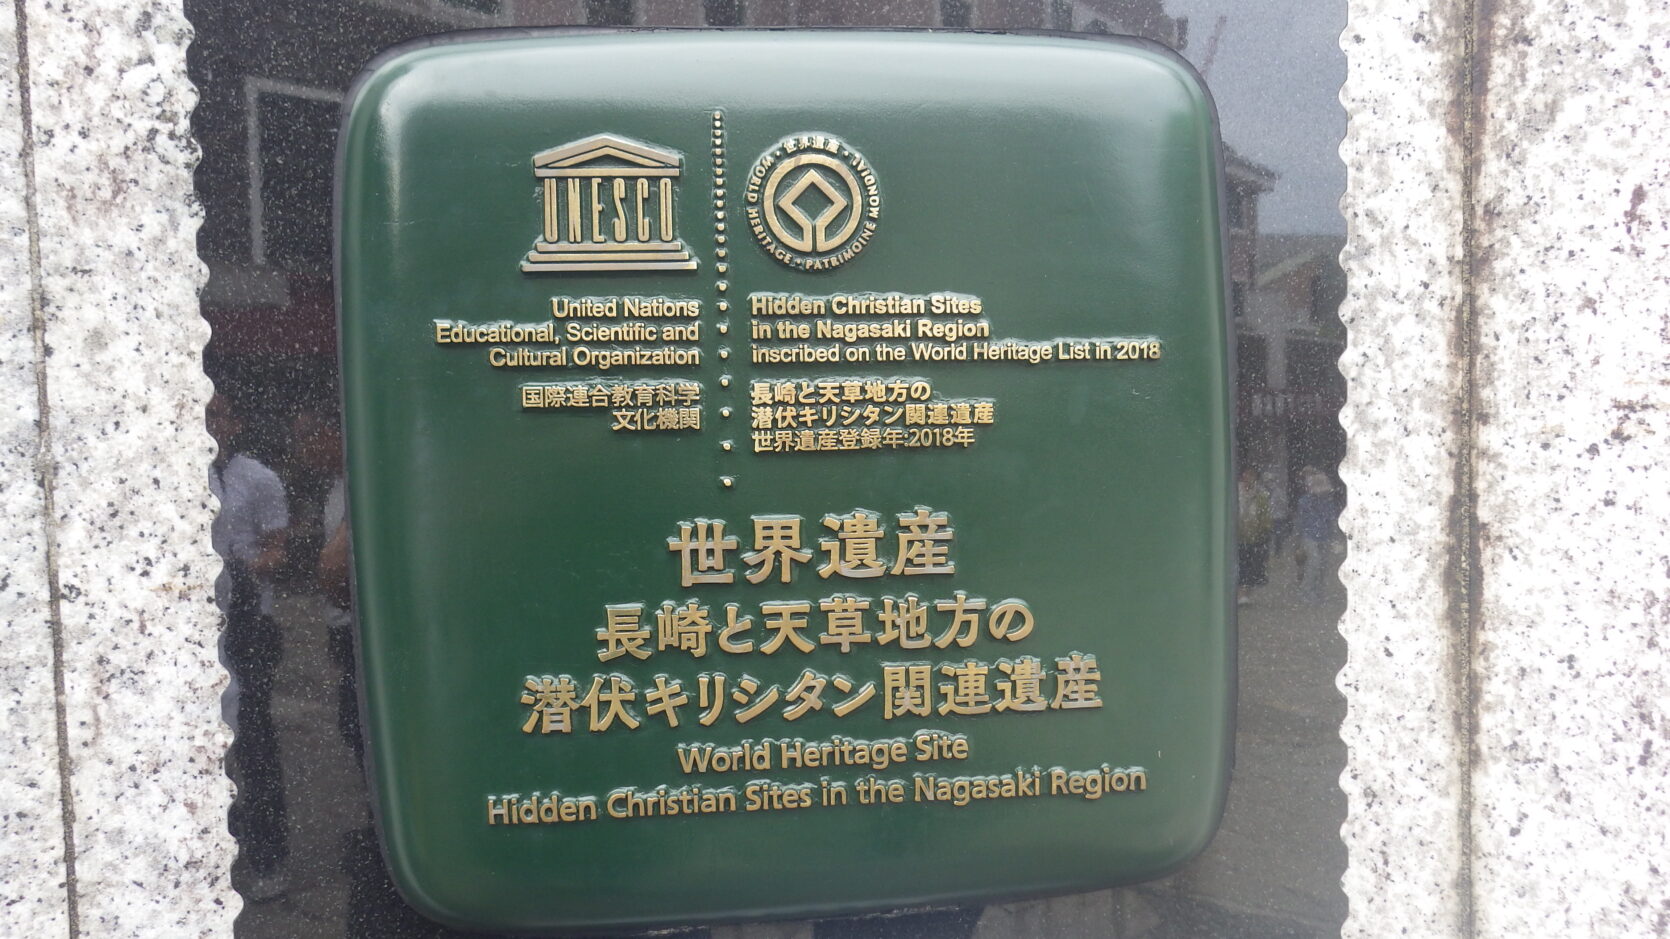 UNESCO
WORLD HERITAGE · PATRIMOINE MONDIAL · 世界遺産 ·
United Nations
Educational, Scientific and
Cultural Organization
国際連合教育科学
文化機関
Hidden Christian Sites
in the Nagasaki Region
inscribed on the World Heritage List in 2018
長崎と天草地方の
潜伏キリシタン関連遺産
世界遺産登録年:2018年
世界遺産
長崎と天草地方の
潜伏キリシタン関連遺産
World Heritage Site
Hidden Christian Sites in the Nagasaki Region